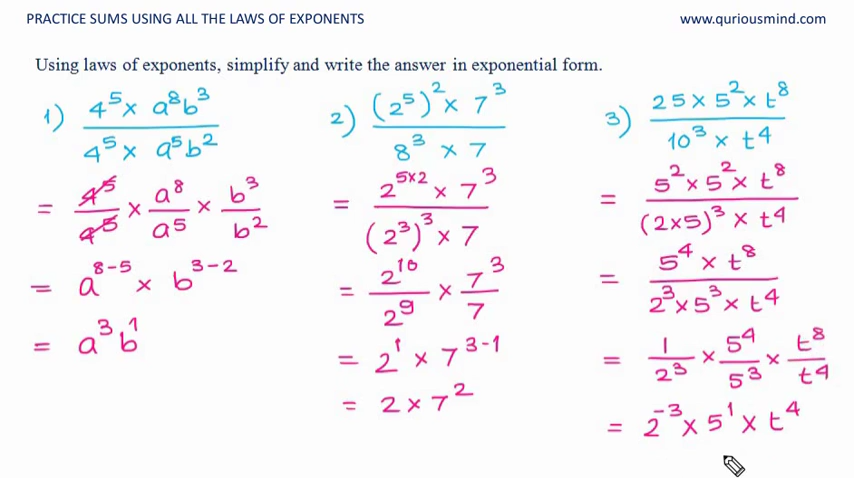 PRACTICE SUMS USING ALL THE LAWS OF EXPONENTS
www.quriousmind.com
Using laws of exponents, simplify and write the answer in exponential form.
1) (4⁵ × a⁸b³) / (4⁵ × a⁵b²)
= 4⁵/4⁵ × a⁸/a⁵ × b³/b²
= a⁸⁻⁵ × b³⁻²
= a³b¹
2) ((2⁵)² × 7³) / (8³ × 7)
= (2⁵ˣ² × 7³) / ((2³)³ × 7)
= 2¹⁰/2⁹ × 7³/7
= 2¹ × 7³⁻¹
= 2 × 7²
3) (25 × 5² × t⁸) / (10³ × t⁴)
= (5² × 5² × t⁸) / ((2×5)³ × t⁴)
= (5⁴ × t⁸) / (2³ × 5³ × t⁴)
= 1/2³ × 5⁴/5³ × t⁸/t⁴
= 2⁻³ × 5¹ × t⁴